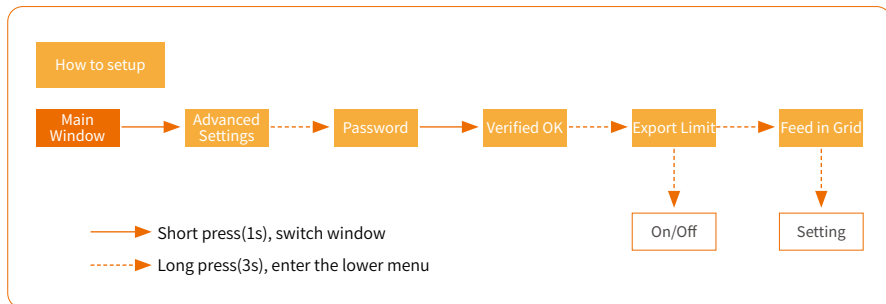 How to setup
Main
Window
Advanced
Settings
Password
Verified OK
Export Limit
Feed in Grid
On/Off
Setting
Short press(1s), switch window
Long press(3s), enter the lower menu